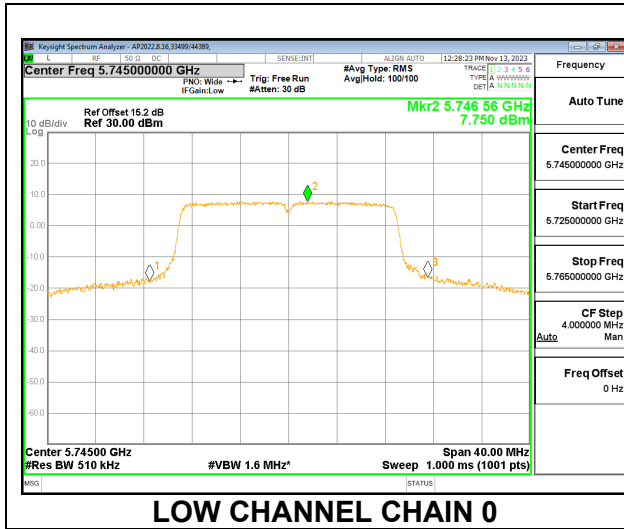 Keysight Spectrum Analyzer - AP2022.8.16,33499/44389,
LXI L RF 50 Ω DC SENSE:INT ALIGN AUTO 12:28:23 PM Nov 13, 2023
Center Freq 5.745000000 GHz
PNO: Wide
IFGain:Low
Trig: Free Run
#Atten: 30 dB
#Avg Type: RMS
Avg|Hold: 100/100
TRACE 1 2 3 4 5 6
TYPE A WWWWW
DET A N N N N N
Frequency
Auto Tune
Center Freq
5.745000000 GHz
Start Freq
5.725000000 GHz
Stop Freq
5.765000000 GHz
CF Step
4.000000 MHz
Auto Man
Freq Offset
0 Hz
Ref Offset 15.2 dB
10 dB/div Ref 30.00 dBm
Log
Mkr2 5.746 56 GHz
7.750 dBm
20.0
10.0
0.00
-10.0
-20.0
-30.0
-40.0
-50.0
-60.0
1
2
3
Center 5.74500 GHz Span 40.00 MHz
#Res BW 510 kHz #VBW 1.6 MHz* Sweep 1.000 ms (1001 pts)
MSG STATUS
LOW CHANNEL CHAIN 0